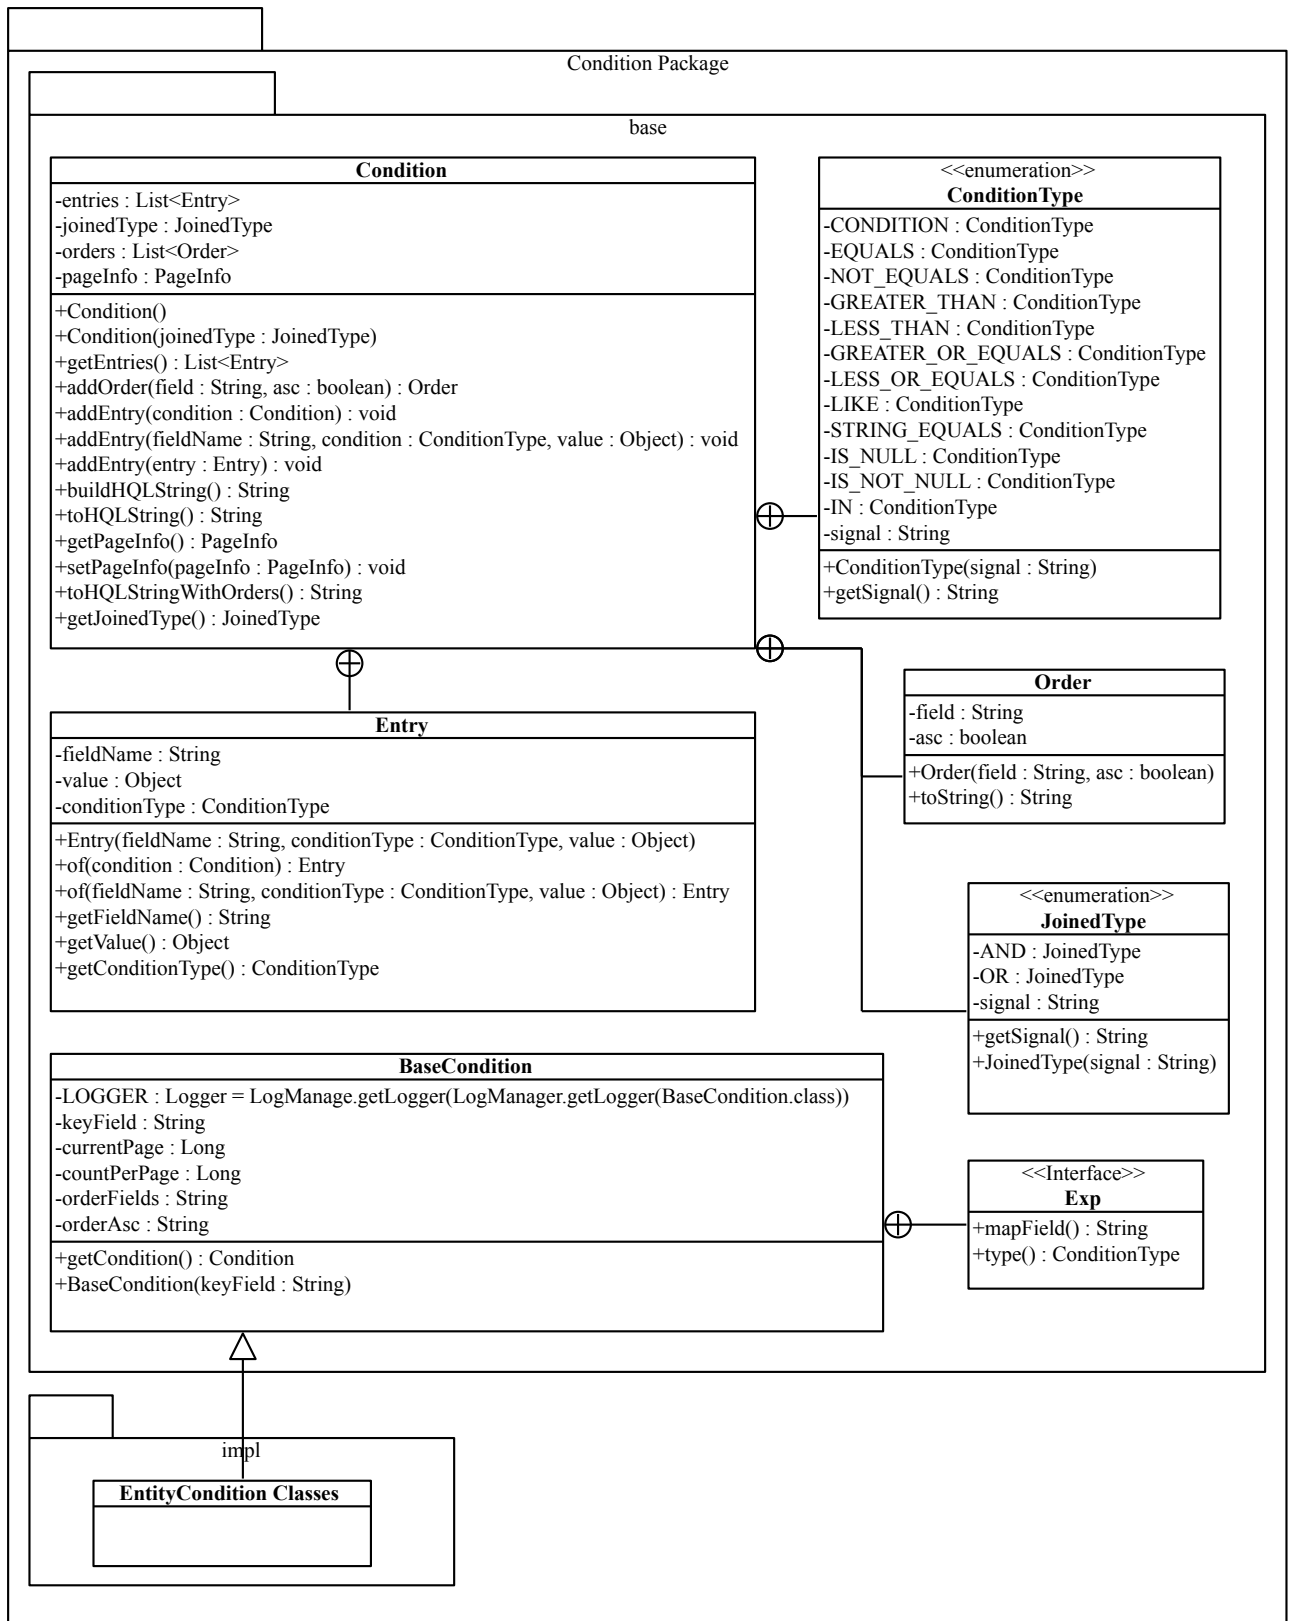 Condition Package
base
Condition
-entries : List<Entry>
-joinedType : JoinedType
-orders : List<Order>
-pageInfo : PageInfo
+Condition()
+Condition(joinedType : JoinedType)
+getEntries() : List<Entry>
+addOrder(field : String, asc : boolean) : Order
+addEntry(condition : Condition) : void
+addEntry(fieldName : String, condition : ConditionType, value : Object) : void
+addEntry(entry : Entry) : void
+buildHQLString() : String
+toHQLString() : String
+getPageInfo() : PageInfo
+setPageInfo(pageInfo : PageInfo) : void
+toHQLStringWithOrders() : String
+getJoinedType() : JoinedType
<<enumeration>>
ConditionType
-CONDITION : ConditionType
-EQUALS : ConditionType
-NOT_EQUALS : ConditionType
-GREATER_THAN : ConditionType
-LESS_THAN : ConditionType
-GREATER_OR_EQUALS : ConditionType
-LESS_OR_EQUALS : ConditionType
-LIKE : ConditionType
-STRING_EQUALS : ConditionType
-IS_NULL : ConditionType
-IS_NOT_NULL : ConditionType
-IN : ConditionType
-signal : String
+ConditionType(signal : String)
+getSignal() : String
Order
-field : String
-asc : boolean
+Order(field : String, asc : boolean)
+toString() : String
Entry
-fieldName : String
-value : Object
-conditionType : ConditionType
+Entry(fieldName : String, conditionType : ConditionType, value : Object)
+of(condition : Condition) : Entry
+of(fieldName : String, conditionType : ConditionType, value : Object) : Entry
+getFieldName() : String
+getValue() : Object
+getConditionType() : ConditionType
<<enumeration>>
JoinedType
-AND : JoinedType
-OR : JoinedType
-signal : String
+getSignal() : String
+JoinedType(signal : String)
BaseCondition
-LOGGER : Logger = LogManage.getLogger(LogManager.getLogger(BaseCondition.class))
-keyField : String
-currentPage : Long
-countPerPage : Long
-orderFields : String
-orderAsc : String
+getCondition() : Condition
+BaseCondition(keyField : String)
<<Interface>>
Exp
+mapField() : String
+type() : ConditionType
impl
EntityCondition Classes